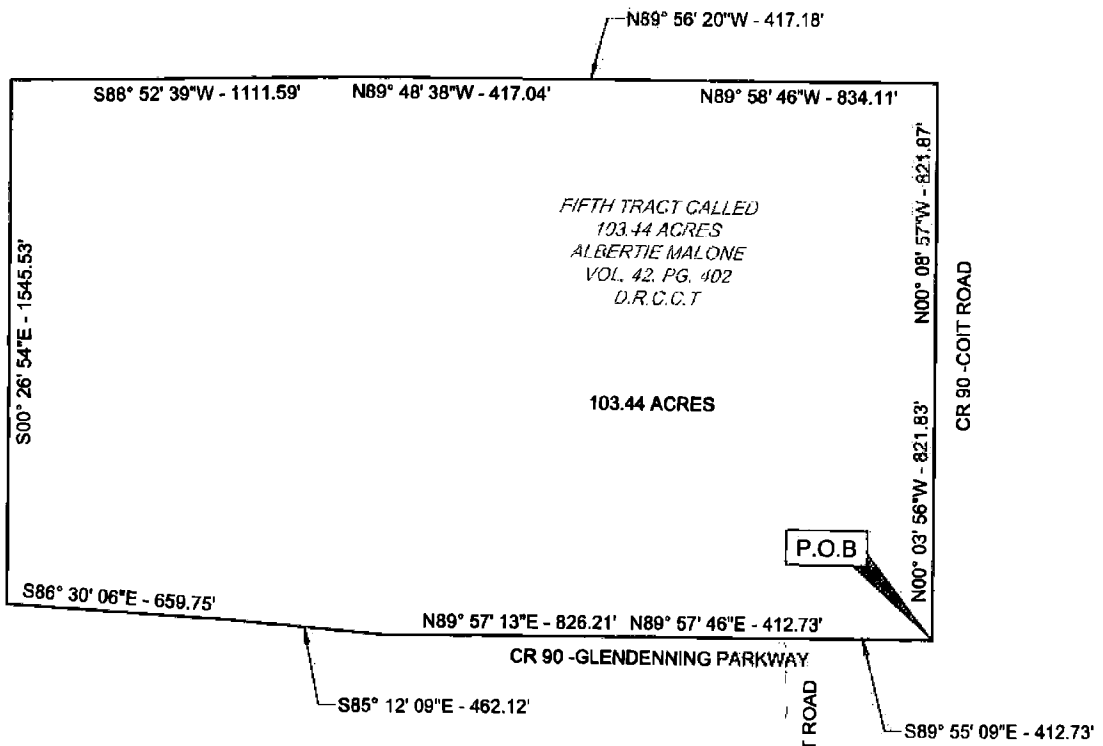 N89° 56' 20"W - 417.18'
S88° 52' 39"W - 1111.59'
N89° 48' 38"W - 417.04'
N89° 58' 46"W - 834.11'
N00° 08' 57"W - 821.87'
FIFTH TRACT CALLED
103.44 ACRES
ALBERTIE MALONE
VOL. 42, PG. 402
D.R.C.C.T
S00° 26' 54"E - 1545.53'
CR 90 -COIT ROAD
103.44 ACRES
N00° 03' 56"W - 821.83'
P.O.B
S86° 30' 06"E - 659.75'
N89° 57' 13"E - 826.21'
N89° 57' 46"E - 412.73'
CR 90 -GLENDENNING PARKWAY
S85° 12' 09"E - 462.12'
T ROAD
S89° 55' 09"E - 412.73'